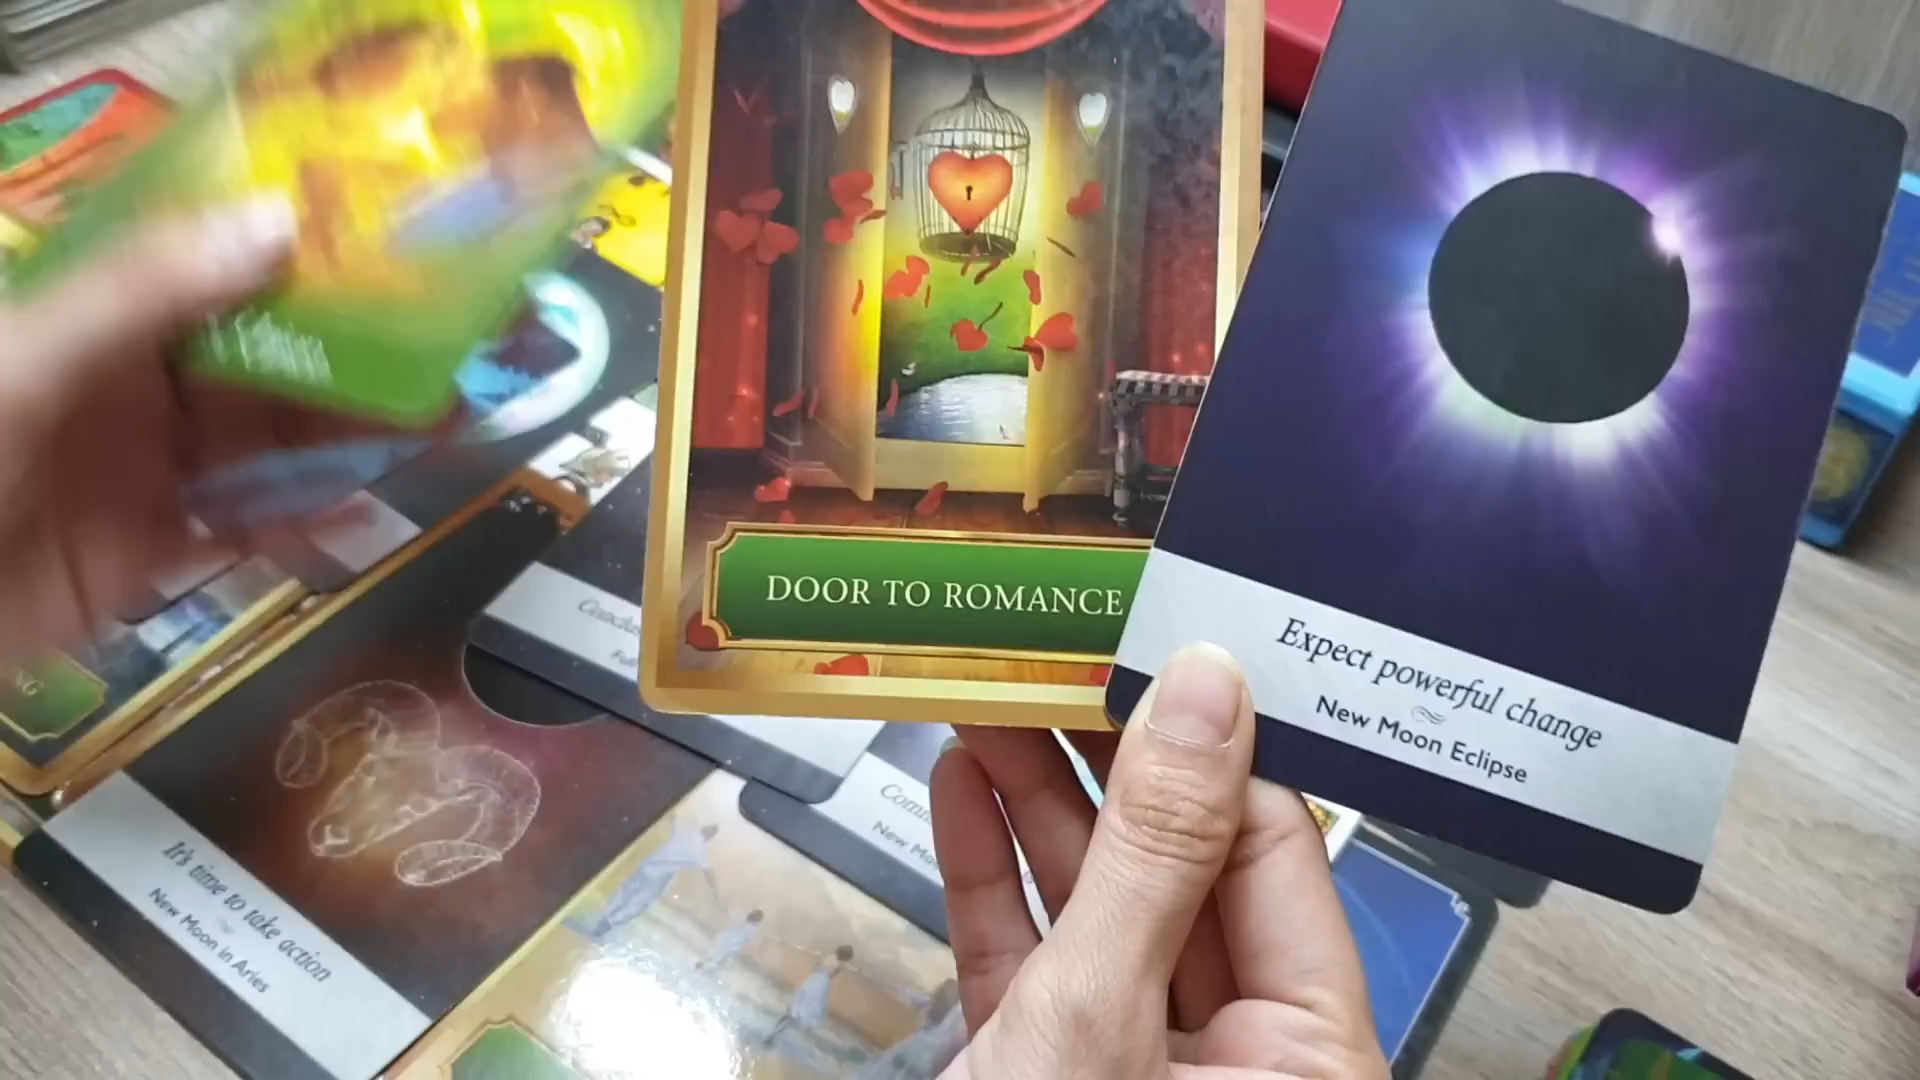 DOOR TO ROMANCE
Expect powerful change
New Moon Eclipse
It's time to take action
New Moon in Aries
New
NG